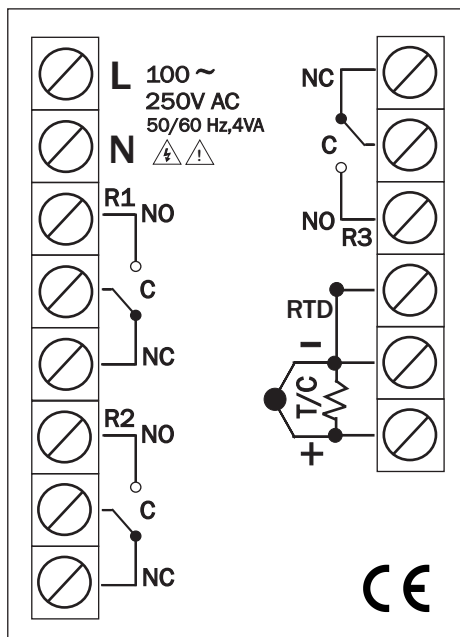 L
100 ~
250V AC
50/60 Hz,4VA
N
R1
NO
C
NC
R2
NO
C
NC
NC
C
NO
R3
RTD
−
T/C
+
CE